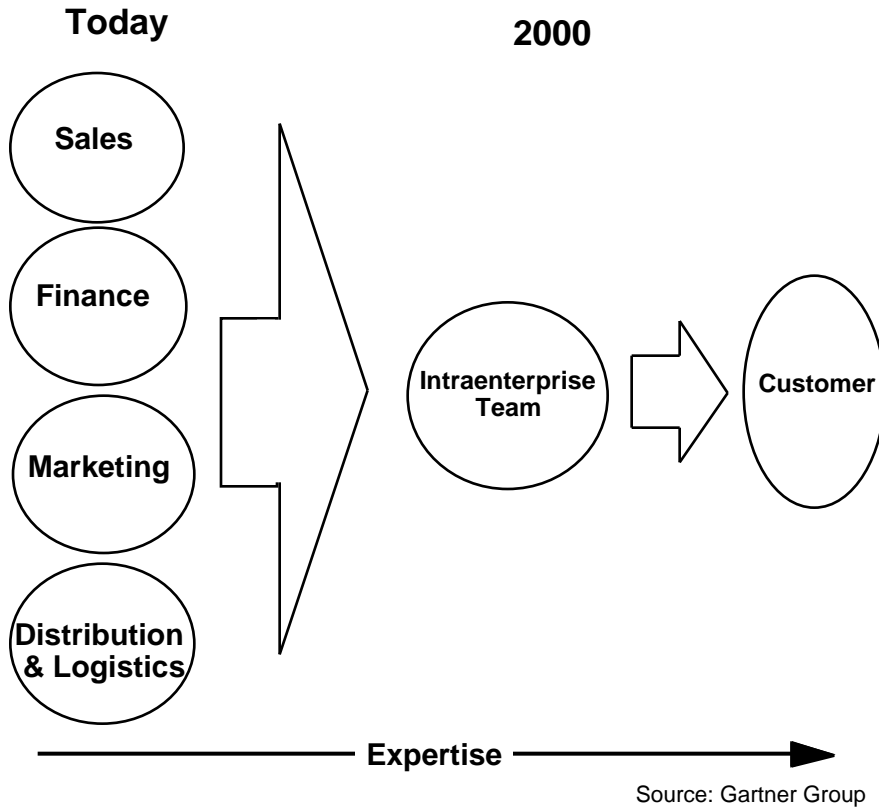 Today
2000
Sales
Finance
Marketing
Distribution
& Logistics
Intraenterprise
Team
Customer
Expertise
Source: Gartner Group